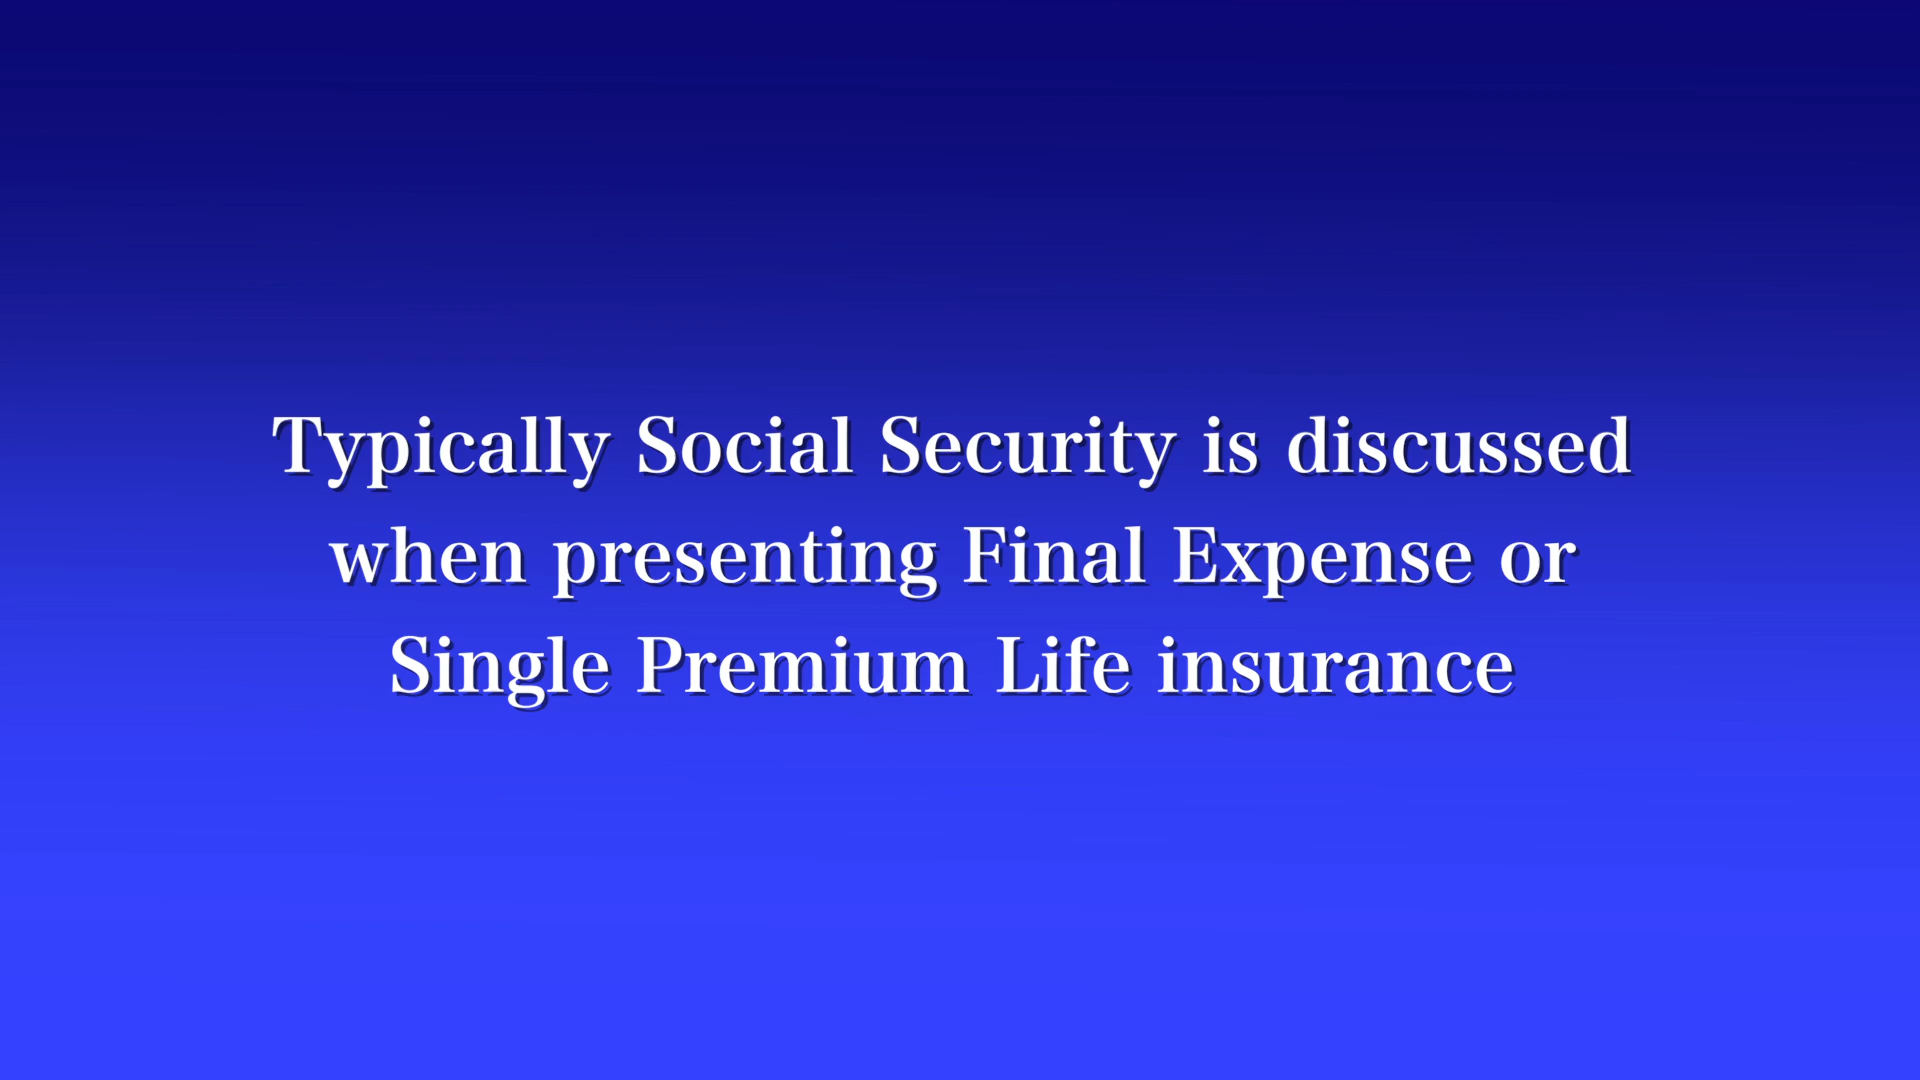 Typically Social Security is discussed
when presenting Final Expense or
Single Premium Life insurance